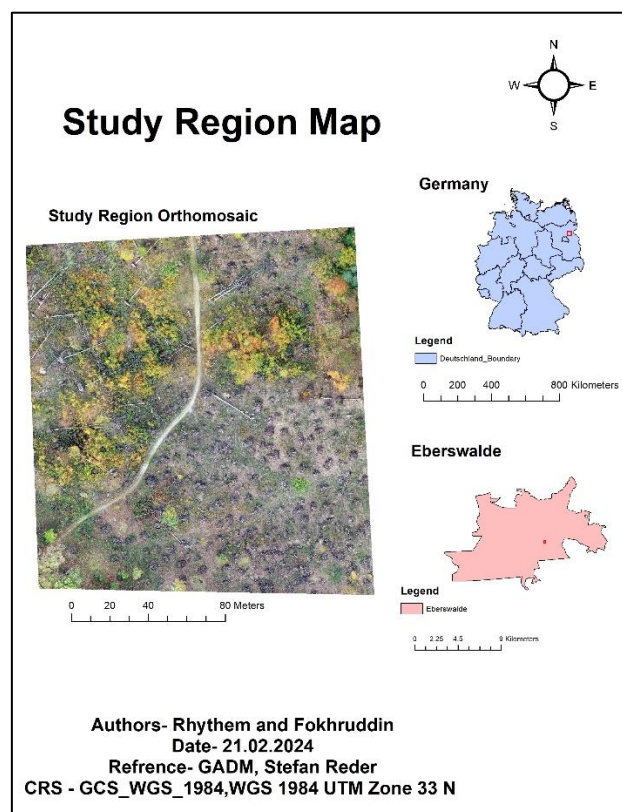 N
W E
S
Study Region Map
Germany
Study Region Orthomosaic
Legend
Deutschland_Boundary
0 200 400 800 Kilometers
Eberswalde
Legend
Eberswalde
0 20 40 80 Meters
0 2.25 4.5 9 Kilometers
Authors- Rhythem and Fokhruddin
Date- 21.02.2024
Refrence- GADM, Stefan Reder
CRS - GCS_WGS_1984,WGS 1984 UTM Zone 33 N